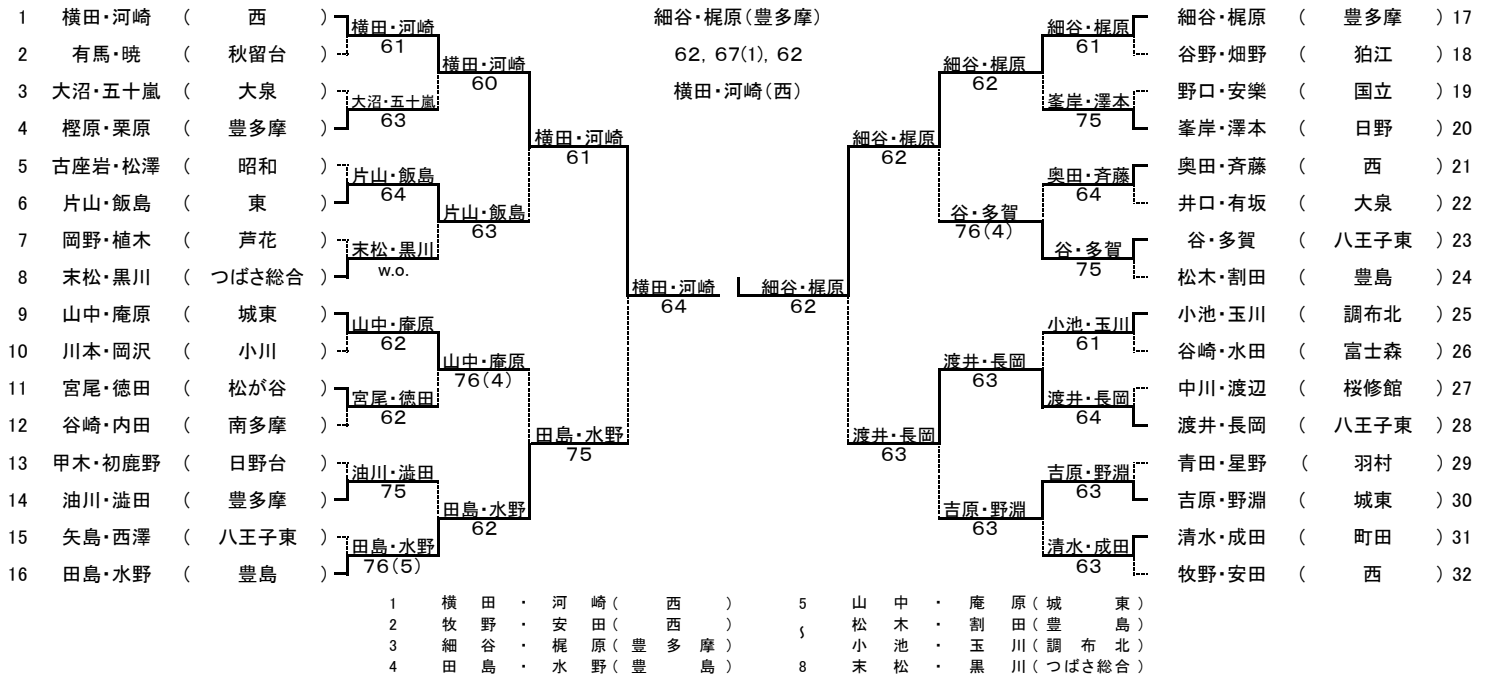 1 横田・河崎 ( 西 )
2 有馬・暁 ( 秋留台 )
3 大沼・五十嵐 ( 大泉 )
4 樫原・栗原 ( 豊多摩 )
5 古座岩・松澤 ( 昭和 )
6 片山・飯島 ( 東 )
7 岡野・植木 ( 芦花 )
8 末松・黒川 ( つばさ総合 )
9 山中・庵原 ( 城東 )
10 川本・岡沢 ( 小川 )
11 宮尾・徳田 ( 松が谷 )
12 谷崎・内田 ( 南多摩 )
13 甲木・初鹿野 ( 日野台 )
14 油川・澁田 ( 豊多摩 )
15 矢島・西澤 ( 八王子東 )
16 田島・水野 ( 豊島 )
横田・河崎
61
大沼・五十嵐
63
片山・飯島
64
末松・黒川
w.o.
山中・庵原
62
宮尾・徳田
62
油川・澁田
75
田島・水野
76(5)
横田・河崎
60
片山・飯島
63
山中・庵原
76(4)
田島・水野
62
横田・河崎
61
田島・水野
75
横田・河崎
64
細谷・梶原(豊多摩)
62, 67(1), 62
横田・河崎(西)
細谷・梶原
62
細谷・梶原
62
渡井・長岡
63
細谷・梶原
62
谷・多賀
76(4)
渡井・長岡
63
吉原・野淵
63
細谷・梶原
61
峯岸・澤本
75
奥田・斉藤
64
谷・多賀
75
小池・玉川
61
渡井・長岡
64
吉原・野淵
63
清水・成田
63
細谷・梶原 ( 豊多摩 ) 17
谷野・畑野 ( 狛江 ) 18
野口・安樂 ( 国立 ) 19
峯岸・澤本 ( 日野 ) 20
奥田・斉藤 ( 西 ) 21
井口・有坂 ( 大泉 ) 22
谷・多賀 ( 八王子東 ) 23
松木・割田 ( 豊島 ) 24
小池・玉川 ( 調布北 ) 25
谷崎・水田 ( 富士森 ) 26
中川・渡辺 ( 桜修館 ) 27
渡井・長岡 ( 八王子東 ) 28
青田・星野 ( 羽村 ) 29
吉原・野淵 ( 城東 ) 30
清水・成田 ( 町田 ) 31
牧野・安田 ( 西 ) 32
1 横田・河崎( 西 )
2 牧野・安田( 西 )
3 細谷・梶原( 豊多摩 )
4 田島・水野( 豊島 )
5 山中・庵原( 城東 )
〜 松木・割田( 豊島 )
小池・玉川( 調布北 )
8 末松・黒川( つばさ総合 )